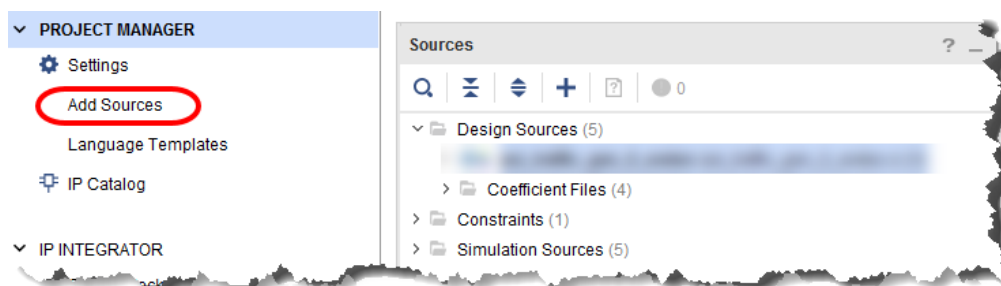 PROJECT MANAGER
Settings
Add Sources
Language Templates
IP Catalog
IP INTEGRATOR
Sources
?
0
Design Sources (5)
Coefficient Files (4)
Constraints (1)
Simulation Sources (5)